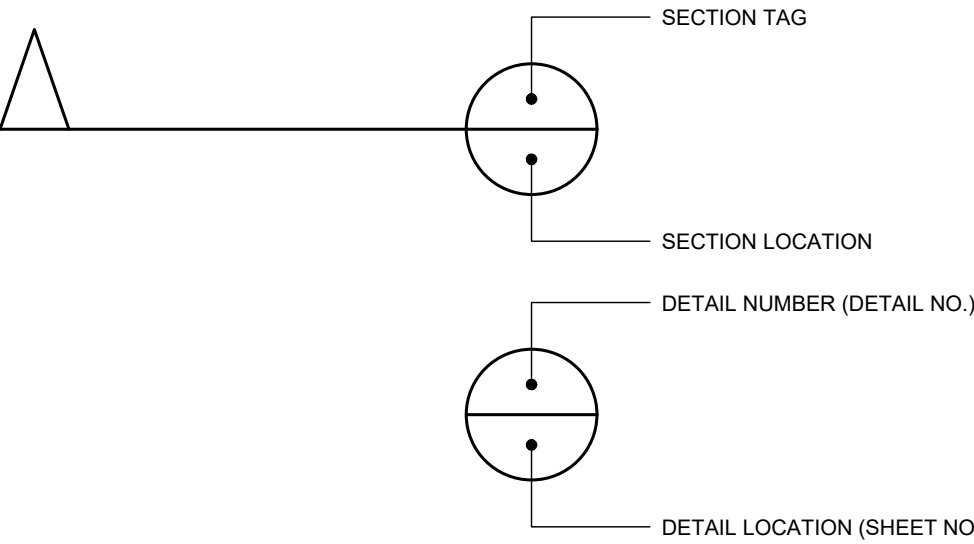 SECTION TAG
SECTION LOCATION
DETAIL NUMBER (DETAIL NO.)
DETAIL LOCATION (SHEET NO